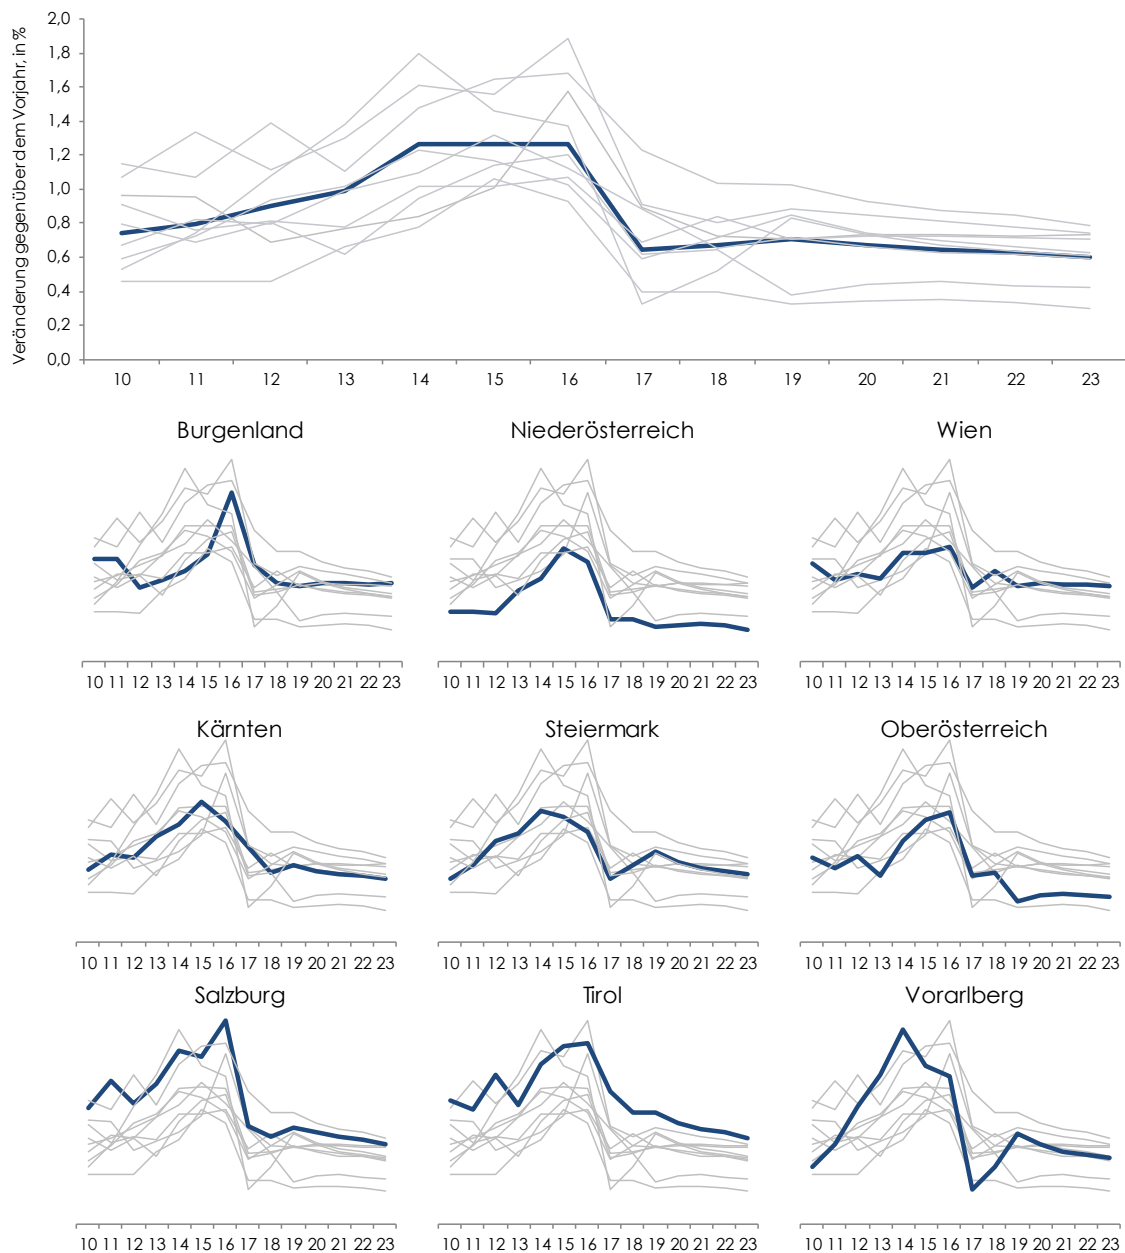 Veränderung gegenüber dem Vorjahr, in %
2,0
1,8
1,6
1,4
1,2
1,0
0,8
0,6
0,4
0,2
0,0
10 11 12 13 14 15 16 17 18 19 20 21 22 23
Burgenland Niederösterreich Wien
10 11 12 13 14 15 16 17 18 19 20 21 22 23 10 11 12 13 14 15 16 17 18 19 20 21 22 23 10 11 12 13 14 15 16 17 18 19 20 21 22 23
Kärnten Steiermark Oberösterreich
10 11 12 13 14 15 16 17 18 19 20 21 22 23 10 11 12 13 14 15 16 17 18 19 20 21 22 23 10 11 12 13 14 15 16 17 18 19 20 21 22 23
Salzburg Tirol Vorarlberg
10 11 12 13 14 15 16 17 18 19 20 21 22 23 10 11 12 13 14 15 16 17 18 19 20 21 22 23 10 11 12 13 14 15 16 17 18 19 20 21 22 23